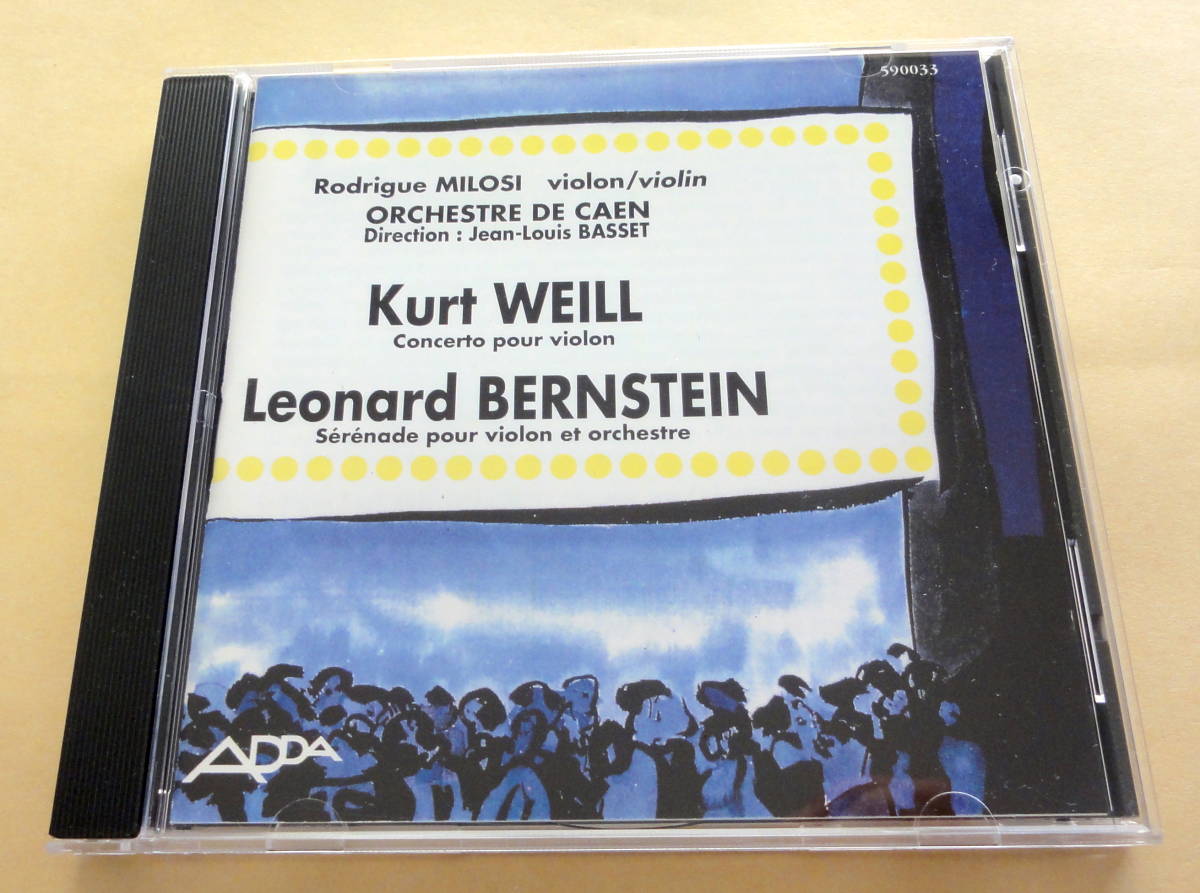 590033
Rodrigue MILOSI violon/violin
ORCHESTRE DE CAEN
Direction : Jean-Louis BASSET
Kurt WEILL
Concerto pour violon
Leonard BERNSTEIN
Sérénade pour violon et orchestre
ADDA